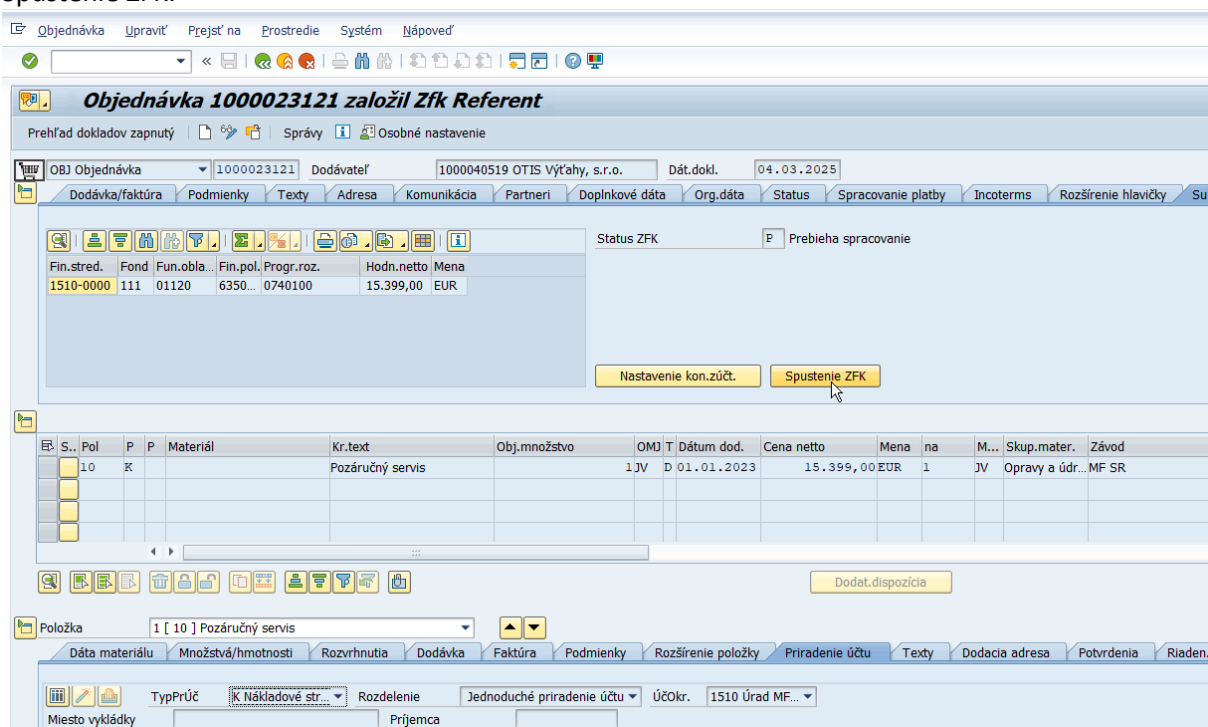 Spustenie ZFK.
Objednávka Upraviť Prejsť na Prostredie Systém Nápoveď
Objednávka 1000023121 založil Zfk Referent
Prehľad dokladov zapnutý Správy Osobné nastavenie
OBJ Objednávka 1000023121 Dodávateľ 1000040519 OTIS Výťahy, s.r.o. Dát.dokl. 04.03.2025
Dodávka/faktúra Podmienky Texty Adresa Komunikácia Partneri Doplnkové dáta Org.dáta Status Spracovanie platby Incoterms Rozšírenie hlavičky Su
Status ZFK P Prebieha spracovanie
Fin.stred. Fond Fun.obla... Fin.pol. Progr.roz. Hodn.netto Mena
1510-0000 111 01120 6350... 0740100 15.399,00 EUR
Nastavenie kon.zúčt. Spustenie ZFK
S.. Pol P P Materiál Kr.text Obj.množstvo OMJ T Dátum dod. Cena netto Mena na M... Skup.mater. Závod
10 K Pozáručný servis 1 JV D 01.01.2023 15.399,00 EUR 1 JV Opravy a údr... MF SR
Dodat.dispozícia
Položka 1 [ 10 ] Pozáručný servis
Dáta materiálu Množstvá/hmotnosti Rozvrhnutia Dodávka Faktúra Podmienky Rozšírenie položky Priradenie účtu Texty Dodacia adresa Potvrdenia Riaden.
TypPrÚč K Nákladové str... Rozdelenie Jednoduché priradenie účtu ÚčOkr. 1510 Úrad MF...
Miesto vykládky Príjemca